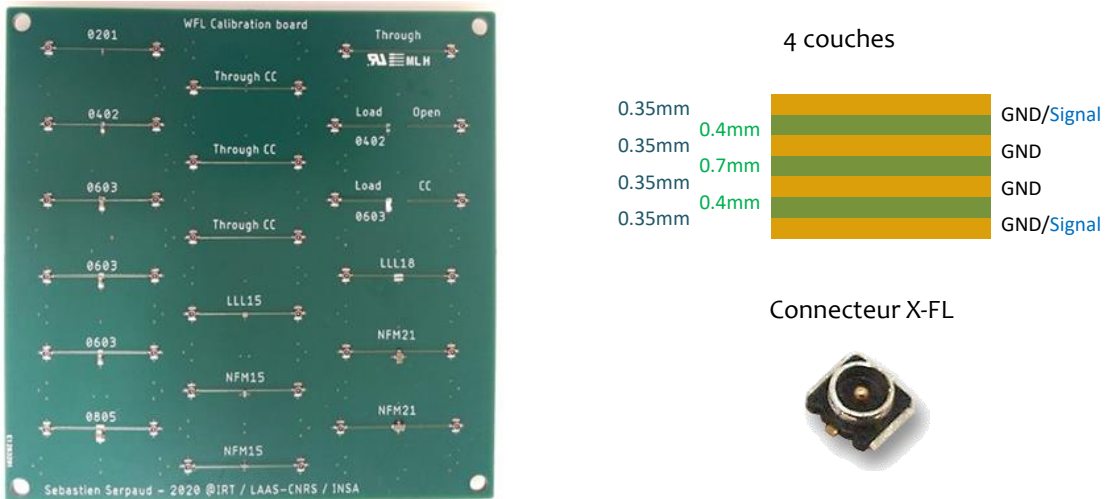 WFL Calibration board
0201
Through
MLH
Through CC
0402
Load Open
0402
Through CC
0603
Load CC
0603
Through CC
0603
LLL18
LLL15
0603
NFM21
NFM15
0805
NFM21
NFM15
Sebastien Serpaud - 2020 @IRT / LAAS-CNRS / INSA
4 couches
0.35mm
GND/Signal
0.4mm
0.35mm
GND
0.7mm
0.35mm
GND
0.4mm
0.35mm
GND/Signal
Connecteur X-FL